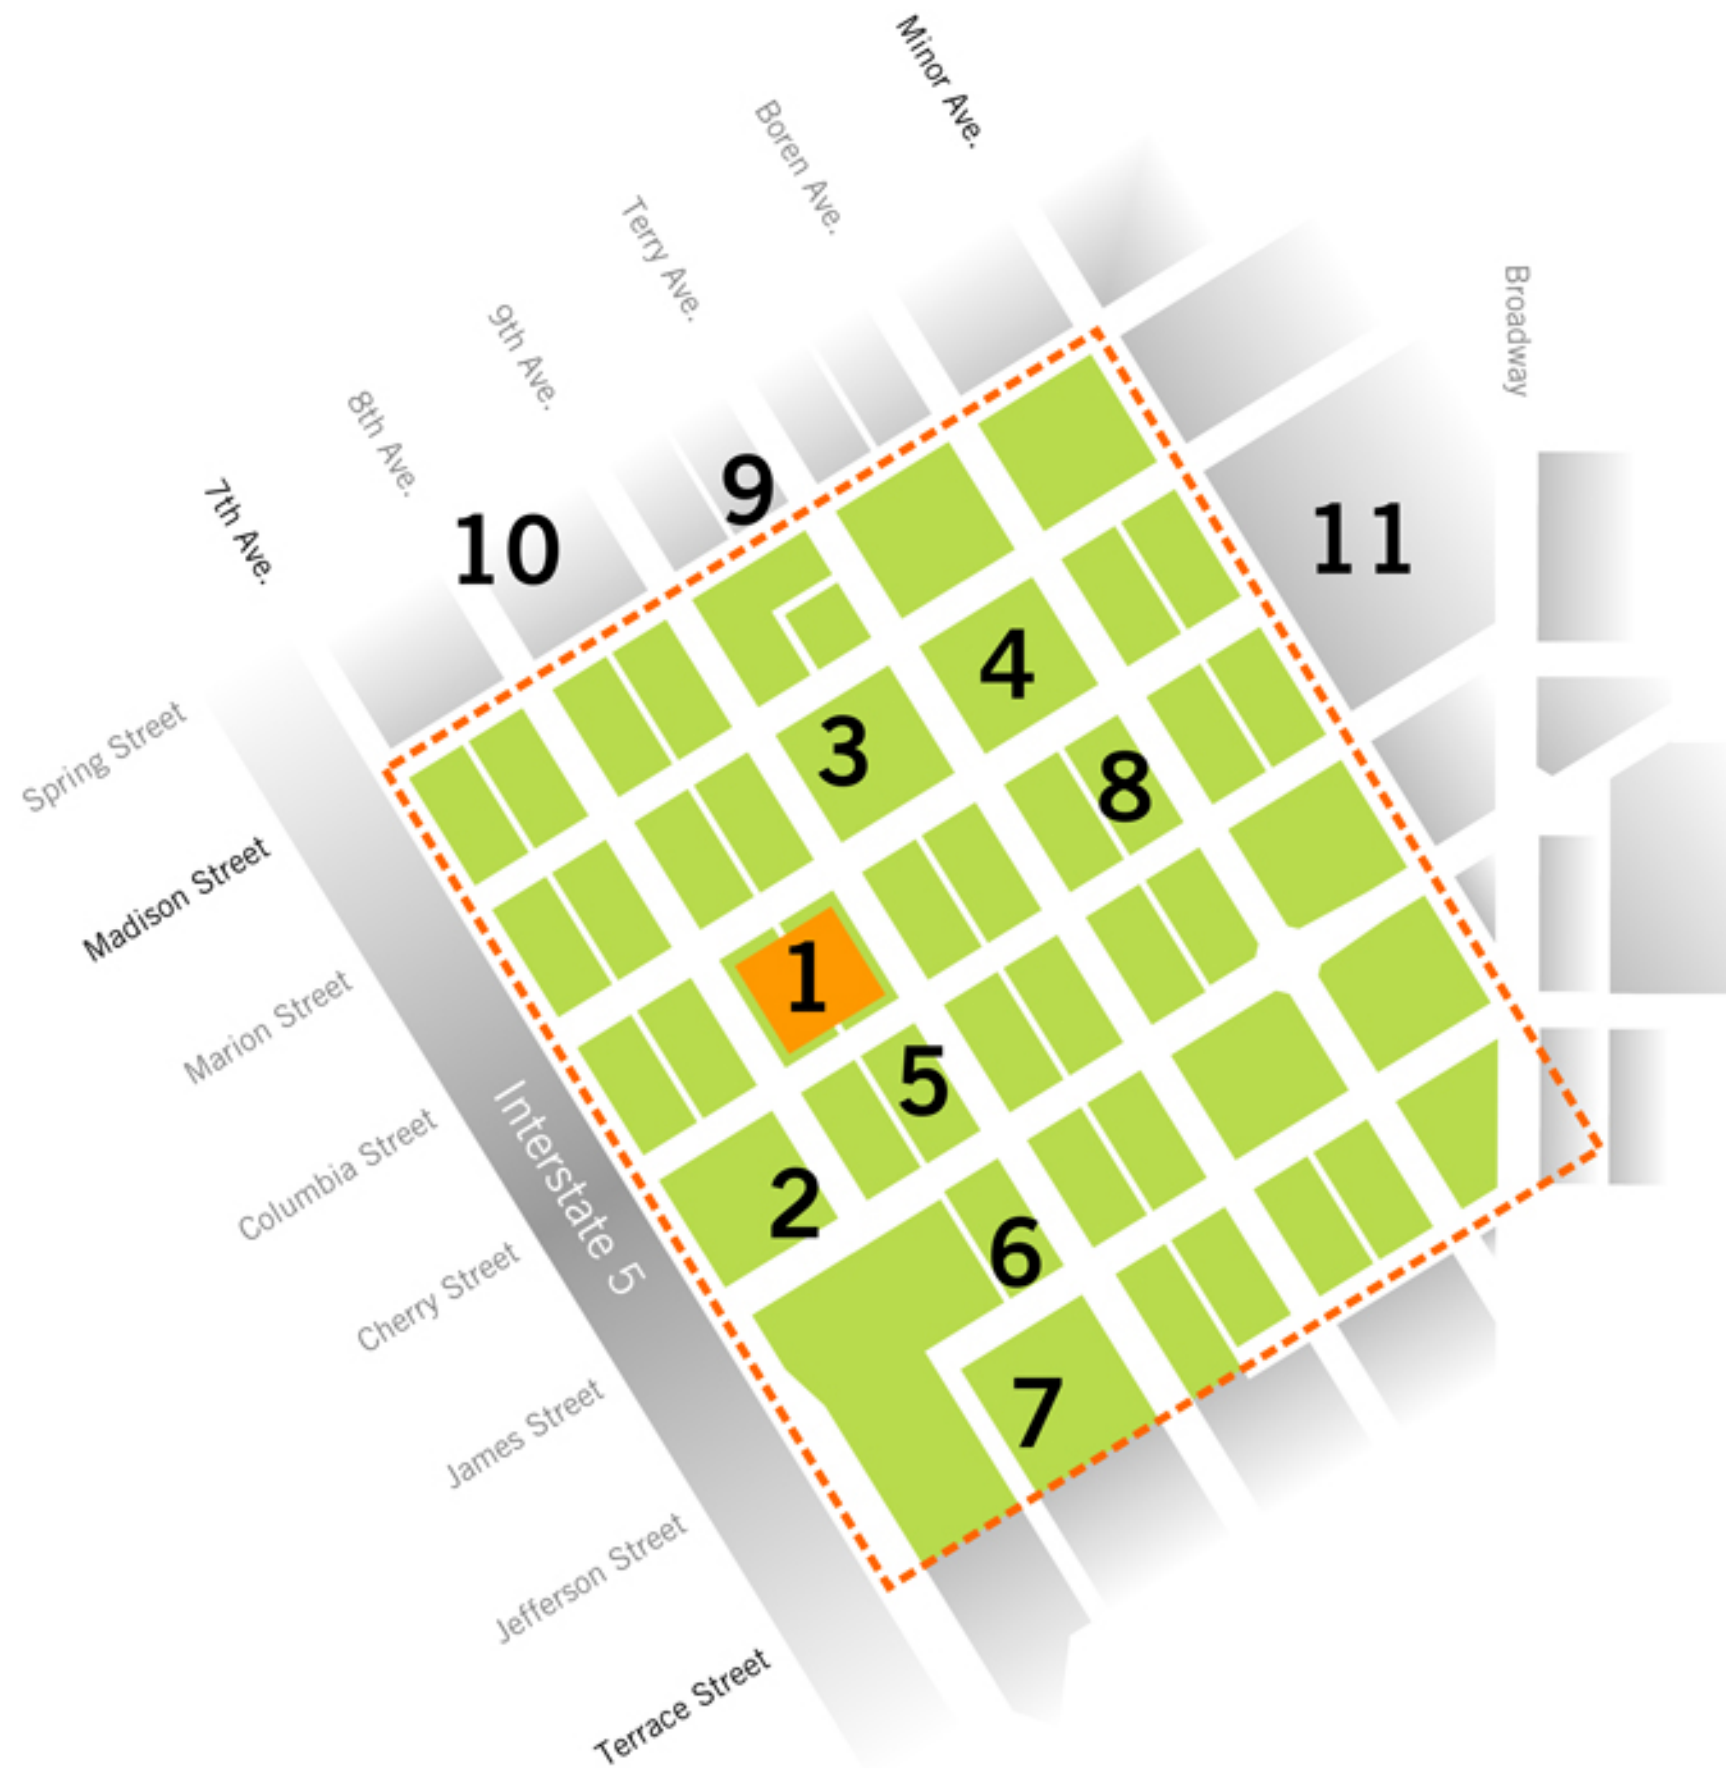 Minor Ave.
Boren Ave.
Terry Ave.
9th Ave.
8th Ave.
7th Ave.
Broadway
9
10
11
4
3
8
1
5
2
6
7
Spring Street
Madison Street
Marion Street
Columbia Street
Cherry Street
James Street
Jefferson Street
Terrace Street
Interstate 5